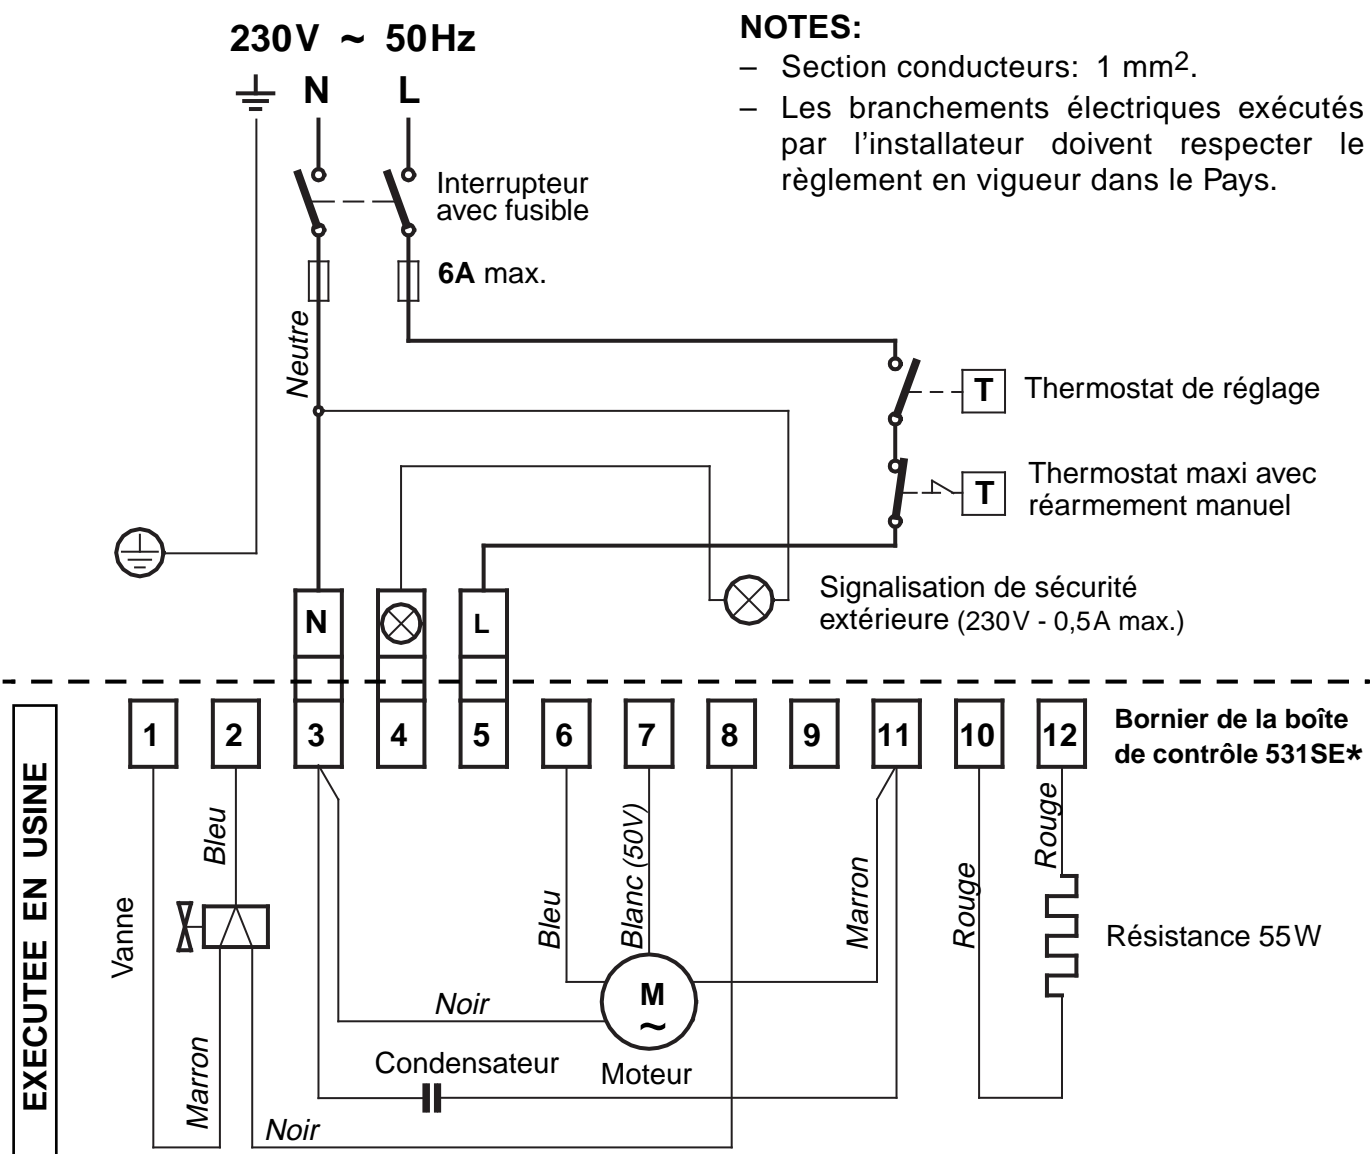 230V ~ 50Hz
N L
NOTES:
– Section conducteurs: 1 mm².
– Les branchements électriques exécutés
par l’installateur doivent respecter le
règlement en vigueur dans le Pays.
Interrupteur
avec fusible
6A max.
Neutre
T Thermostat de réglage
T Thermostat maxi avec
réarmement manuel
Signalisation de sécurité
extérieure (230V - 0,5A max.)
N L
1 2 3 4 5 6 7 8 9 11 10 12
Bornier de la boîte
de contrôle 531SE*
EXECUTEE EN USINE
Vanne
Bleu
Marron
Noir
Bleu
Blanc (50V)
Noir
M
~
Moteur
Condensateur
Marron
Rouge
Rouge
Résistance 55W